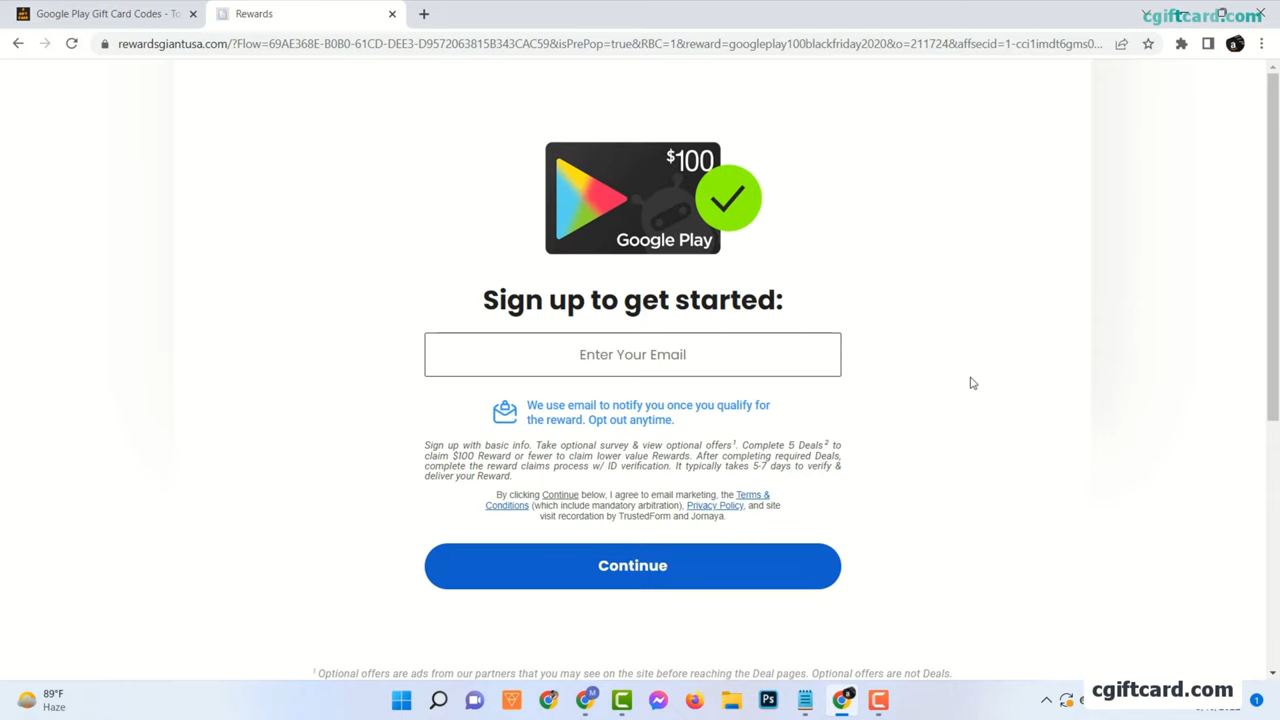 Google Play Gift Card Codes - To
Rewards
cgiftcard.com
rewardsgiantusa.com/?Flow=69AE368E-B0B0-61CD-DEE3-D957206381B343CAC59&isPrePop=true&RBC=1&reward=googleplay100blackfriday2020&o=211724&affsecid=1-cci1imdt6gms0...
$100
Google Play
Sign up to get started:
Enter Your Email
We use email to notify you once you qualify for
the reward. Opt out anytime.
Sign up with basic info. Take optional survey & view optional offers¹. Complete 5 Deals² to
claim $100 Reward or fewer to claim lower value Rewards. After completing required Deals,
complete the reward claims process w/ ID verification. It typically takes 5-7 days to verify &
deliver your Reward.
By clicking Continue below, I agree to email marketing, the Terms &
Conditions (which include mandatory arbitration), Privacy Policy, and site
visit recordation by TrustedForm and Jornaya.
Continue
¹ Optional offers are ads from our partners that you may see on the site before reaching the Deal pages. Optional offers are not Deals.
89°F
Haze
M
Ps
cgiftcard.com
1